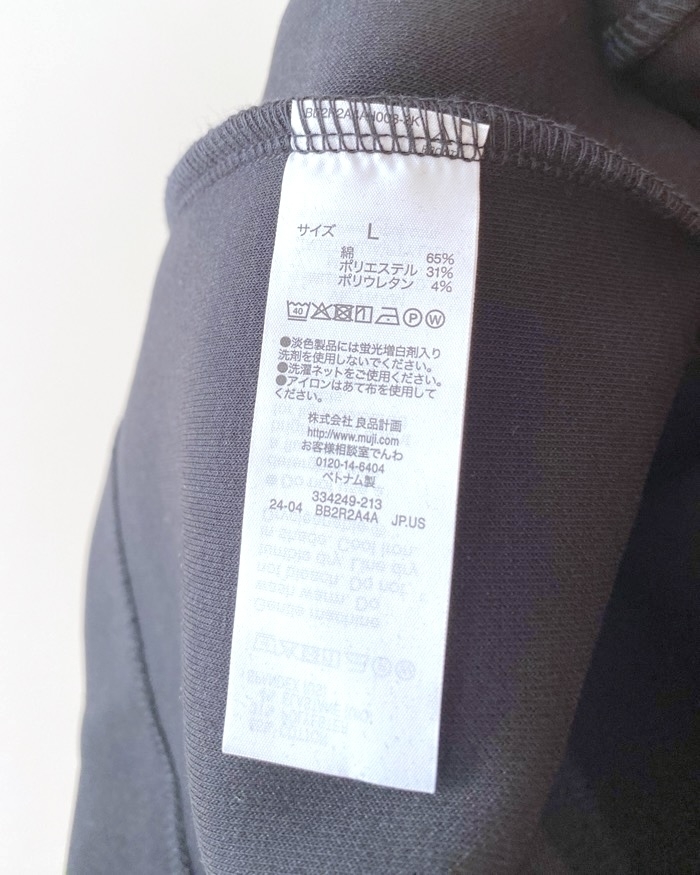 サイズ L
綿 65%
ポリエステル 31%
ポリウレタン 4%
40 P W
●淡色製品には蛍光増白剤入り
洗剤を使用しないでください。
●洗濯ネットをご使用ください。
●アイロンはあて布を使用して
ください。
株式会社 良品計画
http://www.muji.com
お客様相談室でんわ
0120-14-6404
ベトナム製
334249-213
24-04 BB2R2A4A JP.US